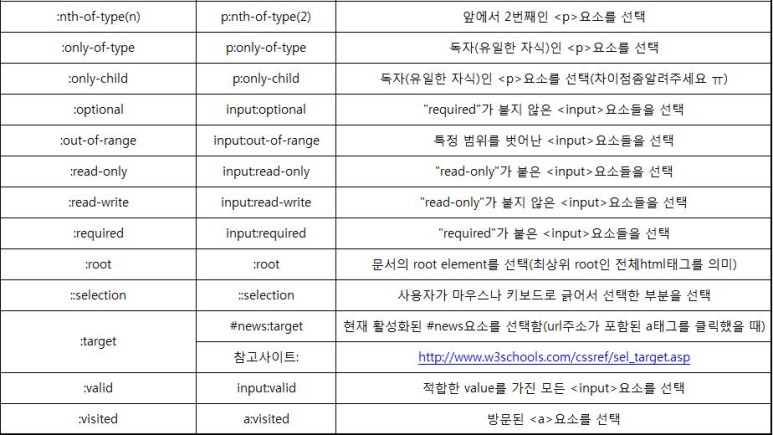 :nth-of-type(n) p:nth-of-type(2) 앞에서 2번째인 <p>요소를 선택
:only-of-type p:only-of-type 독자(유일한 자식)인 <p>요소를 선택
:only-child p:only-child 독자(유일한 자식)인 <p>요소를 선택(차이점좀알려주세요 ㅠ)
:optional input:optional "required"가 붙지 않은 <input>요소들을 선택
:out-of-range input:out-of-range 특정 범위를 벗어난 <input>요소들을 선택
:read-only input:read-only "read-only"가 붙은 <input>요소들을 선택
:read-write input:read-write "read-only"가 붙지 않은 <input>요소들을 선택
:required input:required "required"가 붙은 <input>요소들을 선택
:root :root 문서의 root element를 선택(최상위 root인 전체html태그를 의미)
::selection ::selection 사용자가 마우스나 키보드로 긁어서 선택한 부분을 선택
:target #news:target 현재 활성화된 #news요소를 선택함(url주소가 포함된 a태그를 클릭했을 때)
참고사이트: http://www.w3schools.com/cssref/sel_target.asp
:valid input:valid 적합한 value를 가진 모든 <input>요소를 선택
:visited a:visited 방문된 <a>요소를 선택